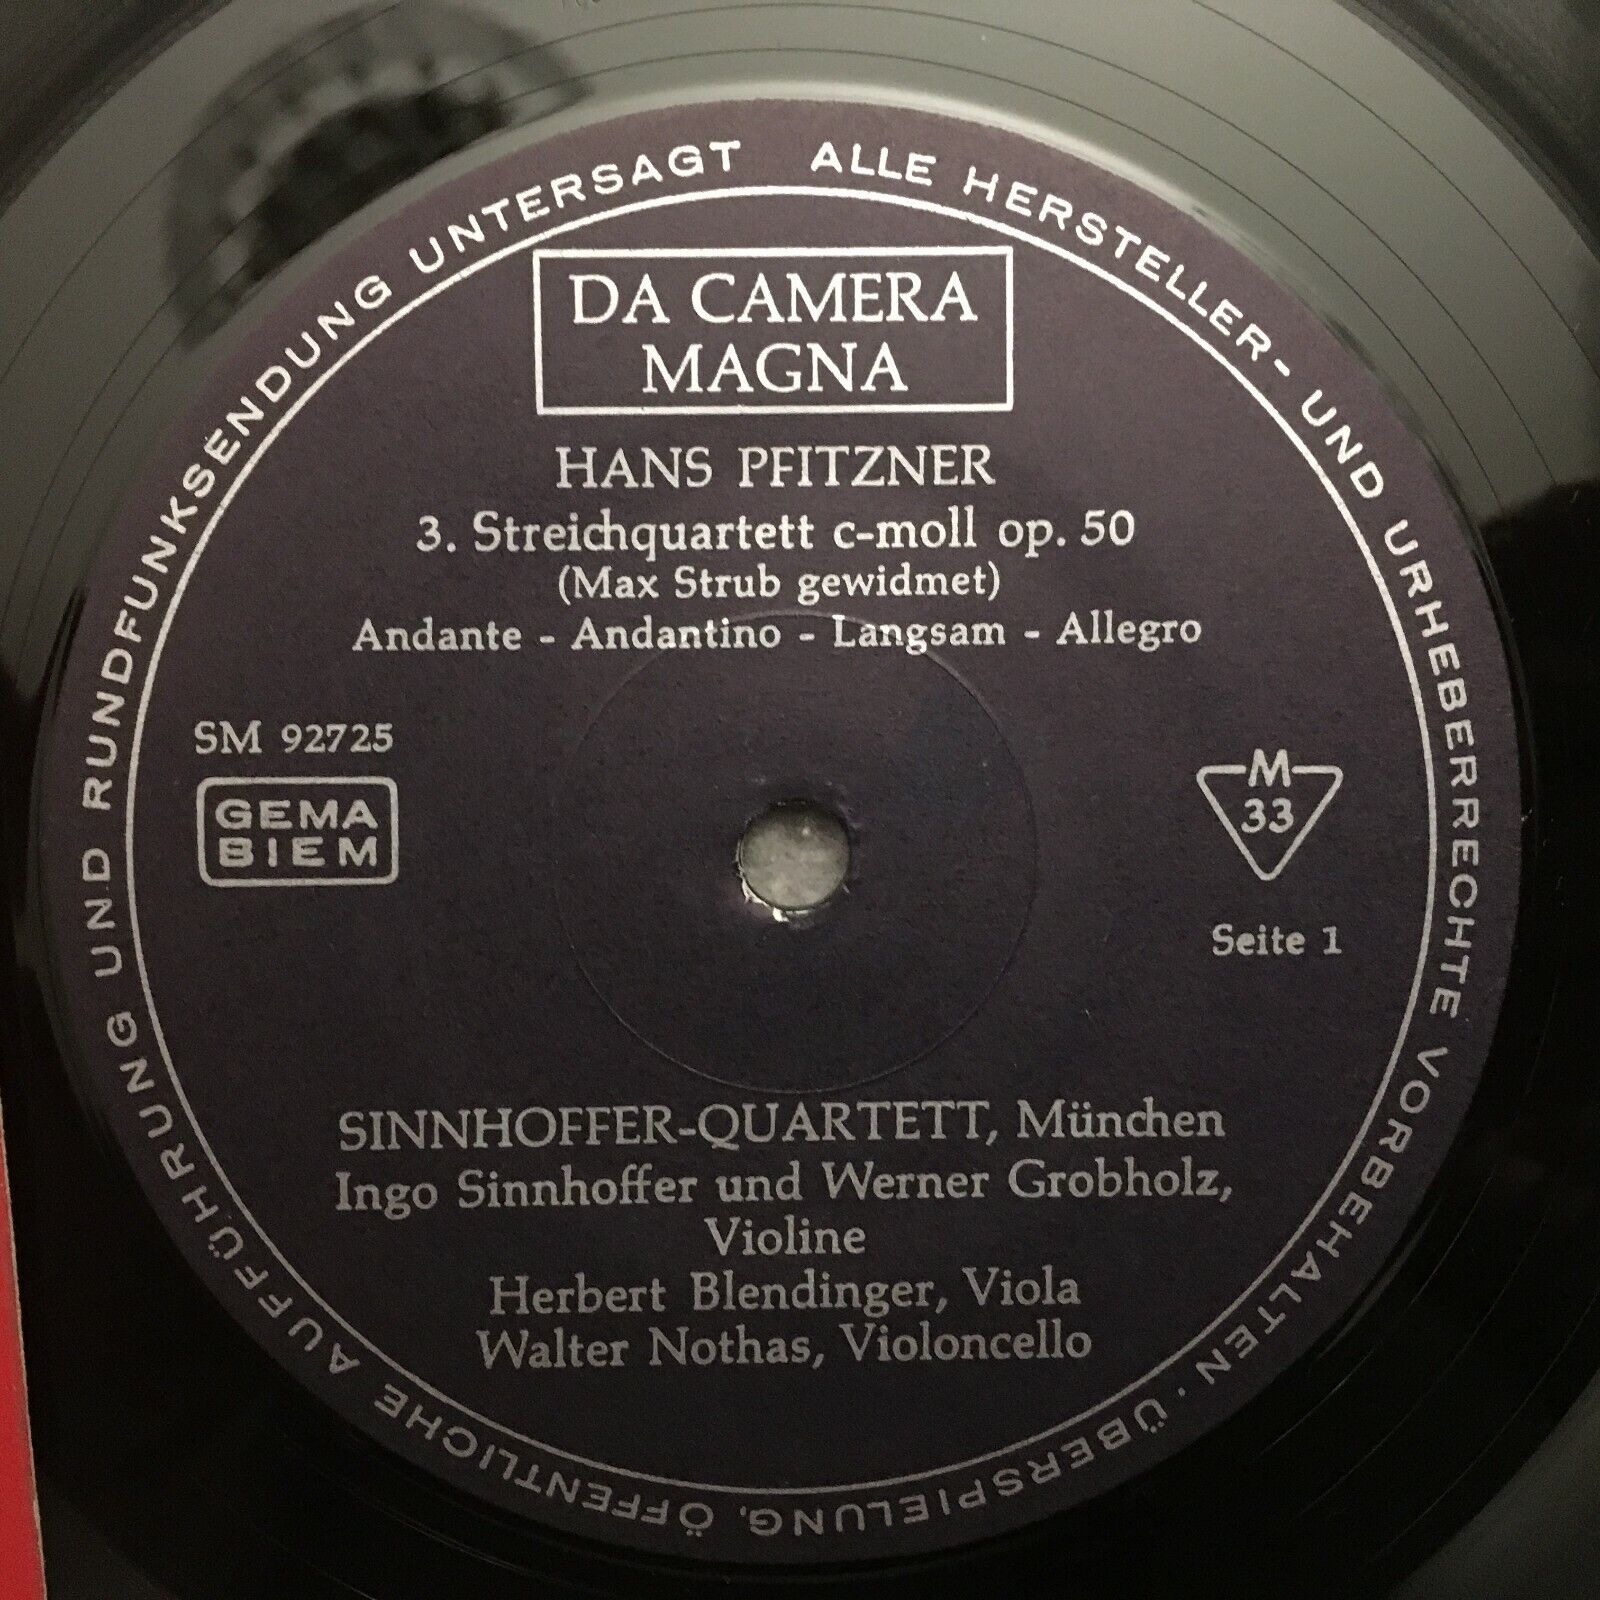 ALLE HERSTELLER- UND URHEBERRECHTE VORBEHALTEN · ÜBERSPIELUNG, ÖFFENTLICHE AUFFÜHRUNG UND RUNDFUNKSENDUNG UNTERSAGT
DA CAMERA
MAGNA
HANS PFITZNER
3. Streichquartett c-moll op. 50
(Max Strub gewidmet)
Andante - Andantino - Langsam - Allegro
SM 92725
GEMA
BIEM
M
33
Seite 1
SINNHOFFER-QUARTETT, München
Ingo Sinnhoffer und Werner Grobholz,
Violine
Herbert Blendinger, Viola
Walter Nothas, Violoncello